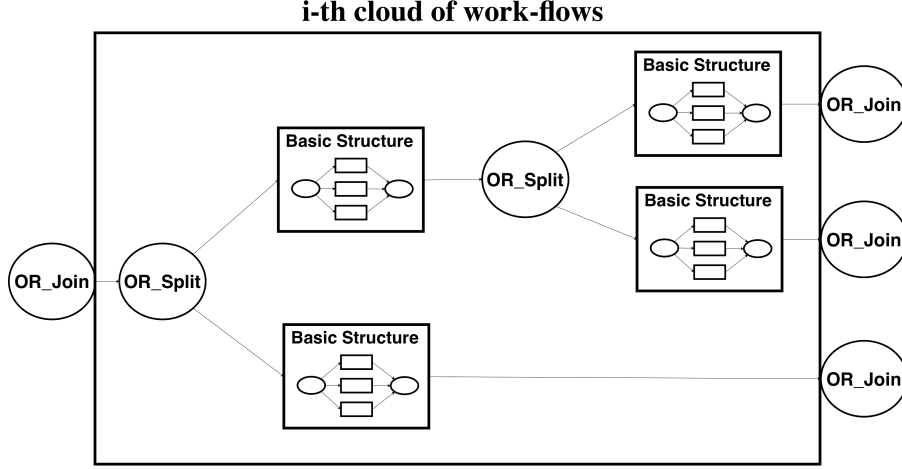 i-th cloud of work-flows
Basic Structure
OR_Join
Basic Structure
OR_Split
Basic Structure
OR_Join
OR_Join
OR_Split
Basic Structure
OR_Join